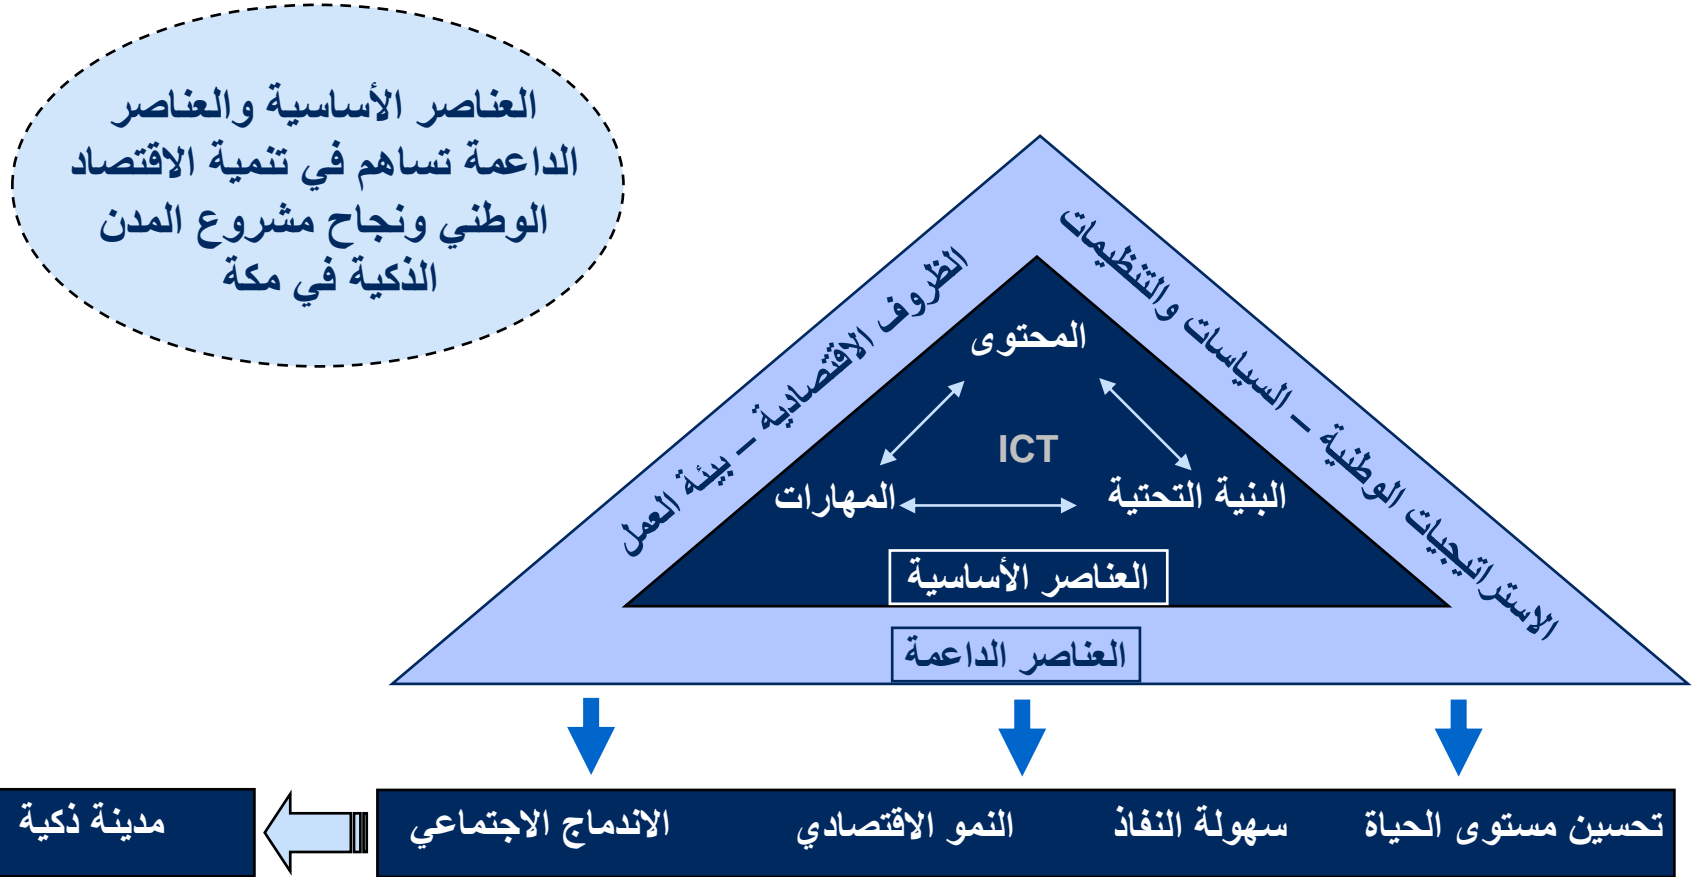 العناصر الأساسية والعناصر
الداعمة تساهم في تنمية الاقتصاد
الوطني ونجاح مشروع المدن
الذكية في مكة
الاستراتيجيات الوطنية – السياسات والتنظيمات
الظروف الاقتصادية – بيئة العمل
المحتوى
ICT
البنية التحتية
المهارات
العناصر الأساسية
العناصر الداعمة
تحسين مستوى الحياة
سهولة النفاذ
النمو الاقتصادي
الاندماج الاجتماعي
مدينة ذكية